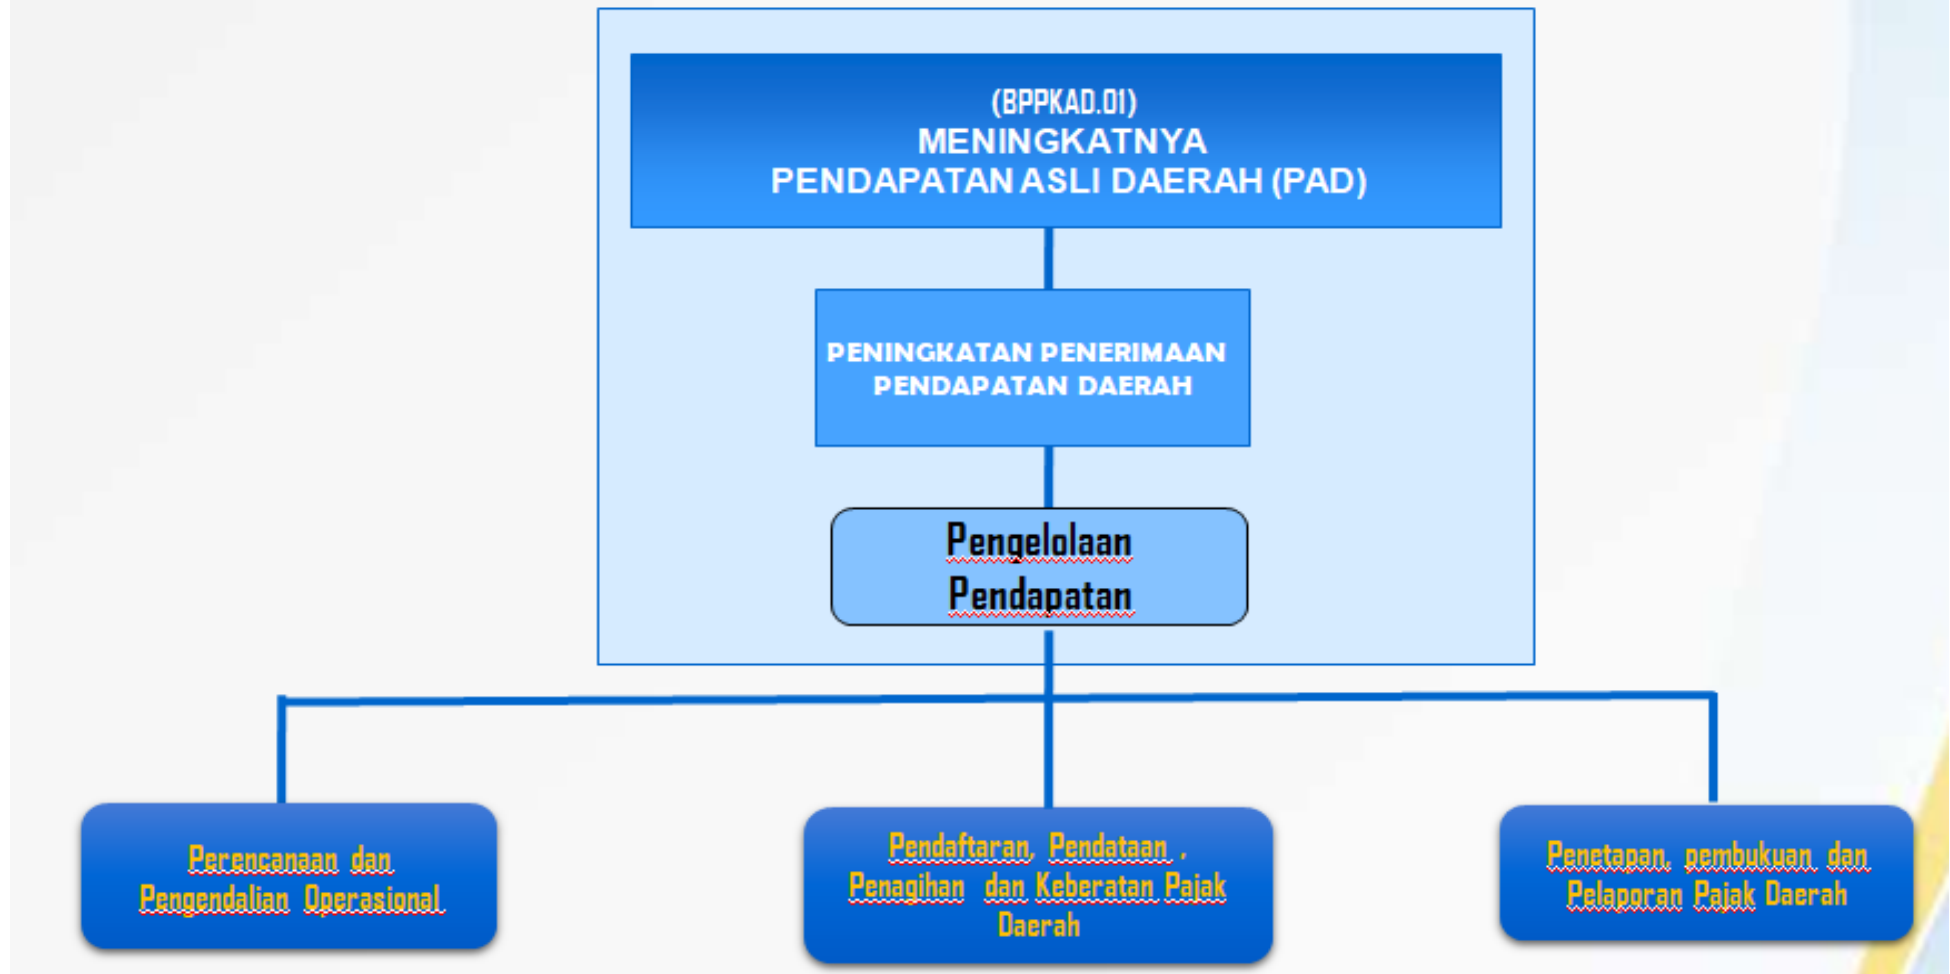 (BPPKAD.01)
MENINGKATNYA
PENDAPATAN ASLI DAERAH (PAD)
PENINGKATAN PENERIMAAN
PENDAPATAN DAERAH
Pengelolaan
Pendapatan
Perencanaan dan
Pengendalian Operasional
Pendaftaran, Pendataan ,
Penagihan dan Keberatan Pajak
Daerah
Penetapan, pembukuan dan
Pelaporan Pajak Daerah